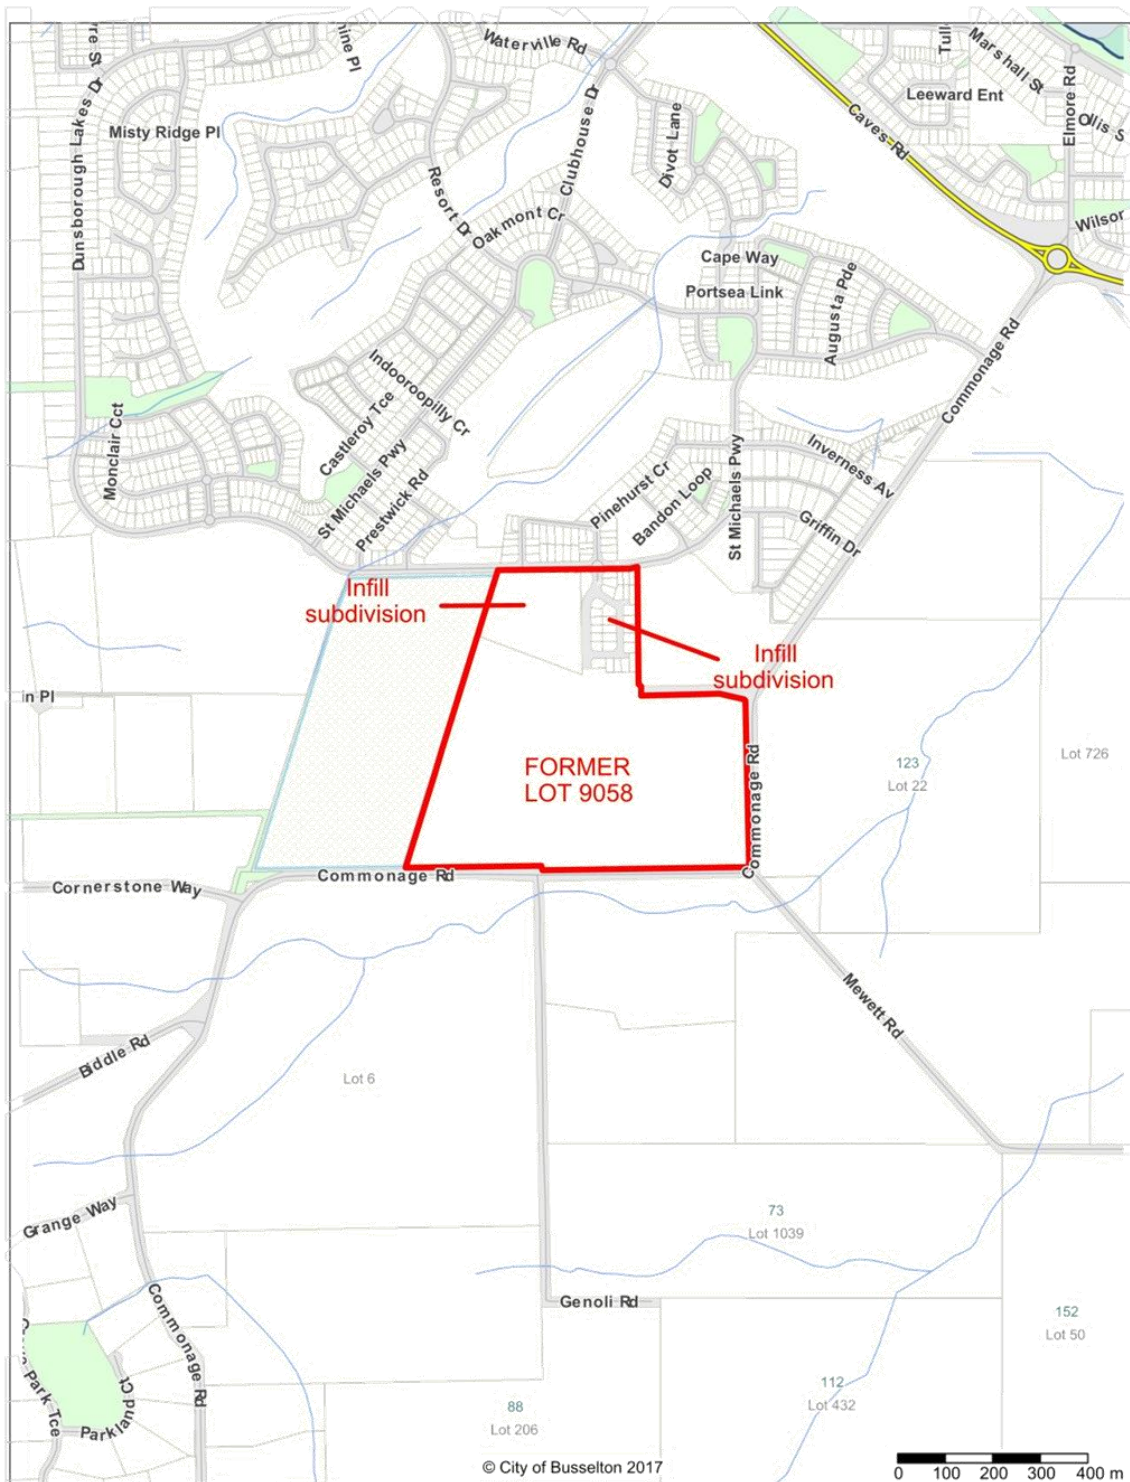 Waterville Rd
Marshall St
Leeward Ent
Elmore Rd
Caves Rd
Misty Ridge Pl
Clubhouse Dr
Divot Lane
Dunsborough Lakes Dr
Resort Dr
Oakmont Cr
Cape Way
Portsea Link
Augusta Pde
Commonage Rd
Indooroopilly Cr
Castleroy Tce
Monclair Cct
St Michaels Pwy
Prestwick Rd
Pinehurst Cr
Bandon Loop
St Michaels Pwy
Inverness Av
Griffin Dr
Infill
subdivision
Infill
subdivision
in Pl
FORMER
LOT 9058
Commonage Rd
123
Lot 22
Lot 726
Cornerstone Way
Commonage Rd
Mewett Rd
Biddle Rd
Lot 6
Grange Way
73
Lot 1039
Genoli Rd
Commonage Rd
152
Lot 50
Park Tce
Parkland Ct
112
Lot 432
88
Lot 206
© City of Busselton 2017
0 100 200 300 400 m